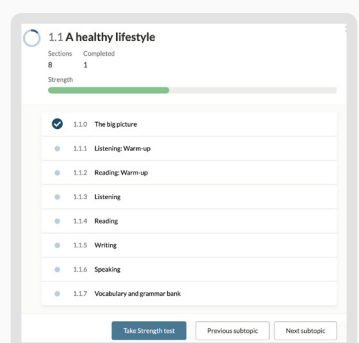 1.1 A healthy lifestyle
Sections Completed
8 1
Strength
1.1.0 The big picture
1.1.1 Listening: Warm-up
1.1.2 Reading: Warm-up
1.1.3 Listening
1.1.4 Reading
1.1.5 Writing
1.1.6 Speaking
1.1.7 Vocabulary and grammar bank
Take Strength test Previous subtopic Next subtopic